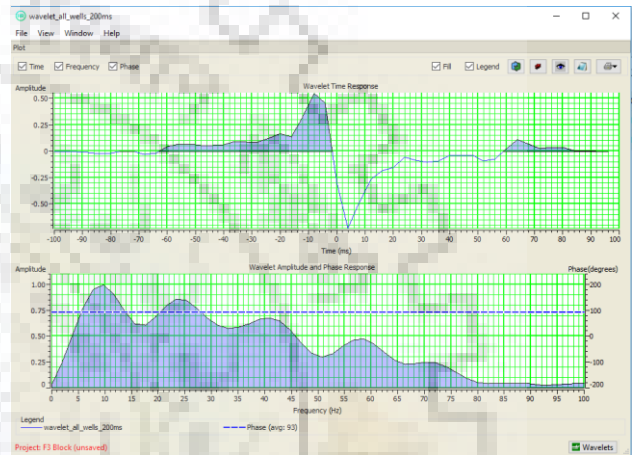 wavelet_all_wells_200ms
File View Window Help
Plot
Time Frequency Phase Fill Legend
Amplitude Wavelet Time Response
0.50
0.25
0
-0.25
-0.50
-100 -90 -80 -70 -60 -50 -40 -30 -20 -10 0 10 20 30 40 50 60 70 80 90 100
Time (ms)
Amplitude Wavelet Amplitude and Phase Response Phase(degrees)
1.00 200
0.75 100
0.50 0
0.25 -100
0 -200
0 5 10 15 20 25 30 35 40 45 50 55 60 65 70 75 80 85 90 95 100
Frequency (Hz)
Legend
wavelet_all_wells_200ms Phase (avg: 93)
Project: F3 Block (unsaved) Wavelets